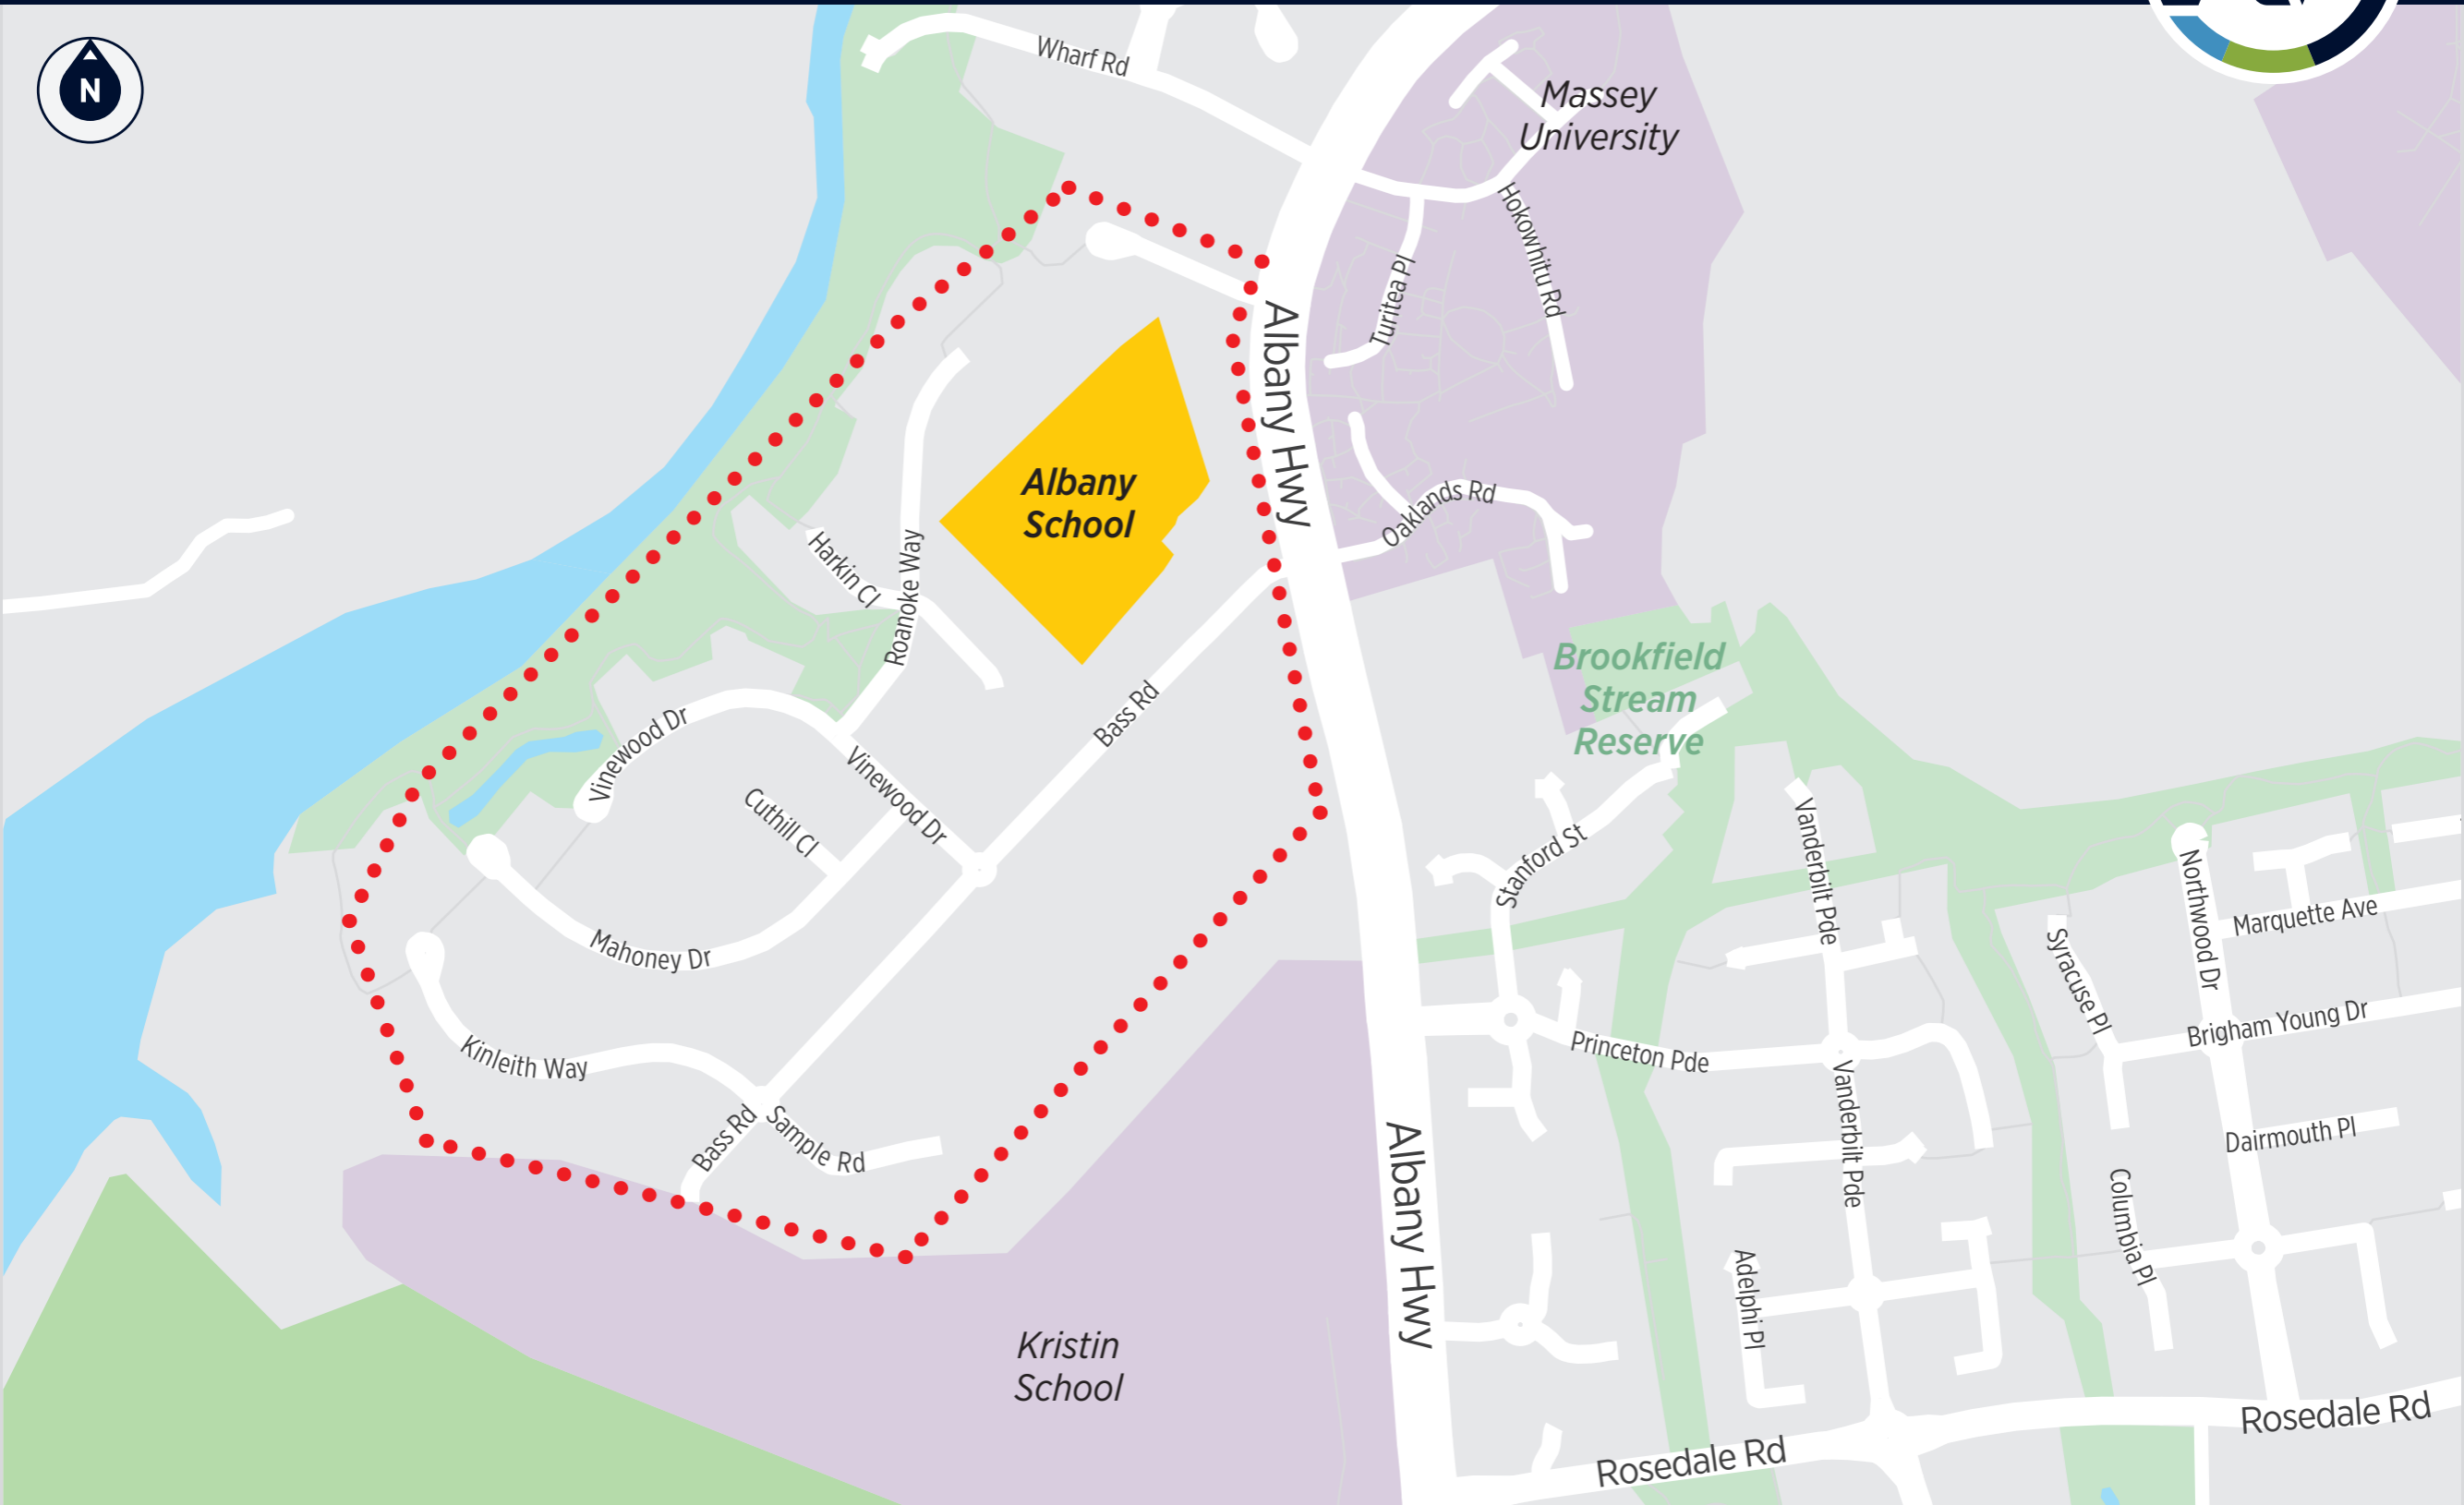 N
Wharf Rd
Massey
University
Hokowhitu Rd
Turitea Pl
Albany Hwy
Albany
School
Oaklands Rd
Harkin Cl
Roanoke Way
Brookfield
Stream
Reserve
Bass Rd
Vinewood Dr
Vinewood Dr
Cuthill Cl
Stanford St
Vanderbilt Pde
Northwood Dr
Marquette Ave
Mahoney Dr
Syracuse Pl
Brigham Young Dr
Kinleith Way
Princeton Pde
Vanderbilt Pde
Bass Rd
Sample Rd
Dairmouth Pl
Albany Hwy
Columbia Pl
Adelphi Pl
Kristin
School
Rosedale Rd
Rosedale Rd